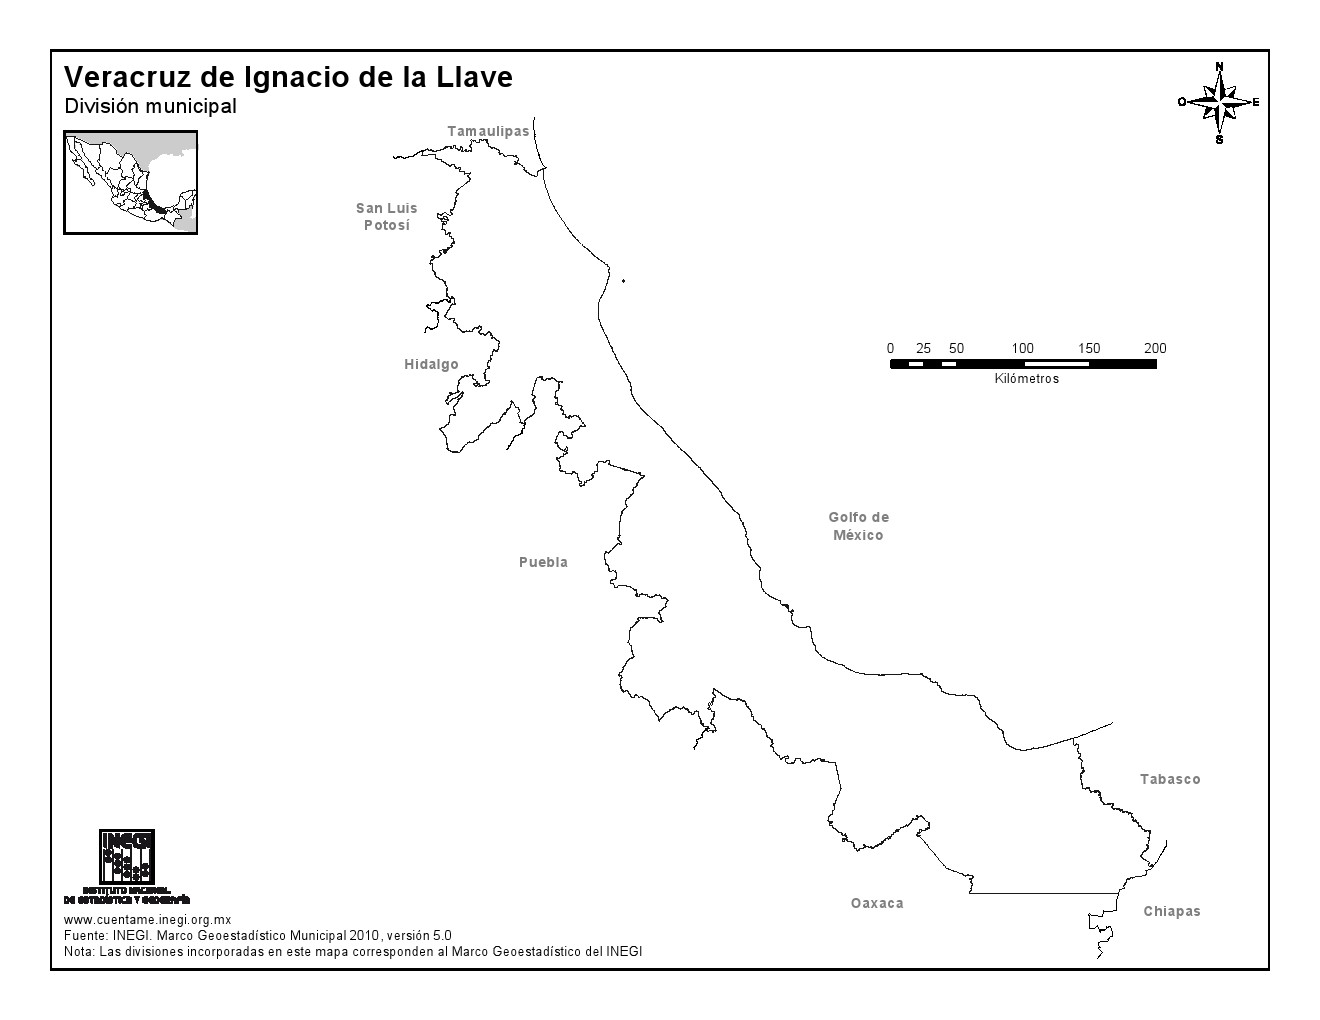 Veracruz de Ignacio de la Llave
División municipal
N
O
E
S
Tamaulipas
San Luis
Potosí
Hidalgo
0 25 50 100 150 200
Kilómetros
Golfo de
México
Puebla
Tabasco
Oaxaca
Chiapas
INEGI
INSTITUTO NACIONAL
DE ESTADÍSTICA Y GEOGRAFÍA
www.cuentame.inegi.org.mx
Fuente: INEGI. Marco Geoestadístico Municipal 2010, versión 5.0
Nota: Las divisiones incorporadas en este mapa corresponden al Marco Geoestadístico del INEGI